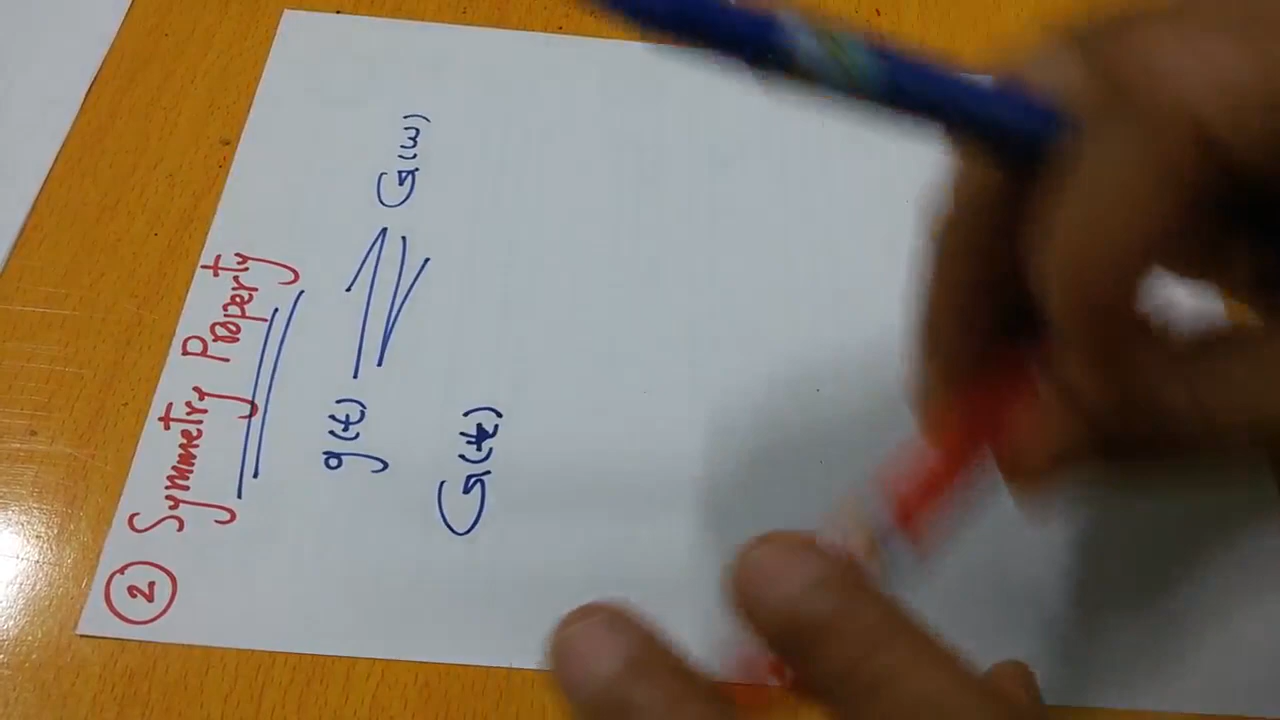 ② Symmetry Property
g(t) ⇌ G(ω)
G(t)